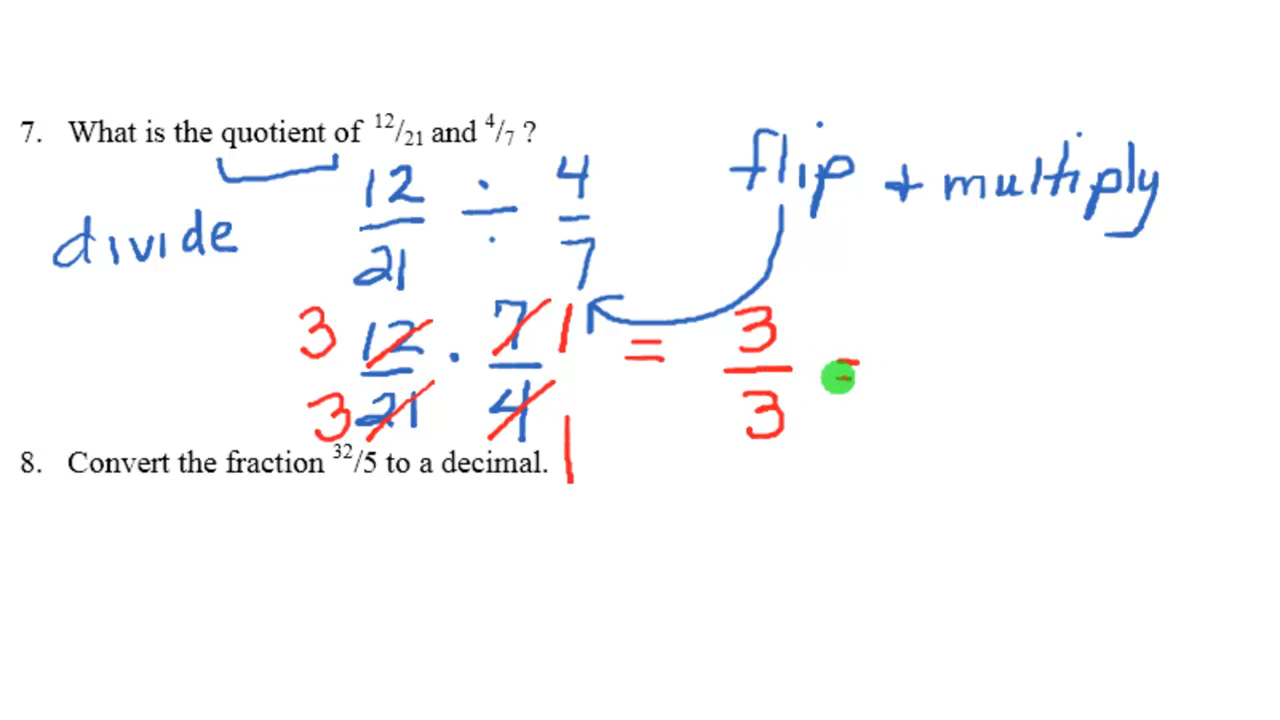 7. What is the quotient of 12/21 and 4/7 ?
flip + multiply
divide 12/21 ÷ 4/7
3 12/3 21 · 7 1/4 1 = 3/3 =
8. Convert the fraction 32/5 to a decimal.